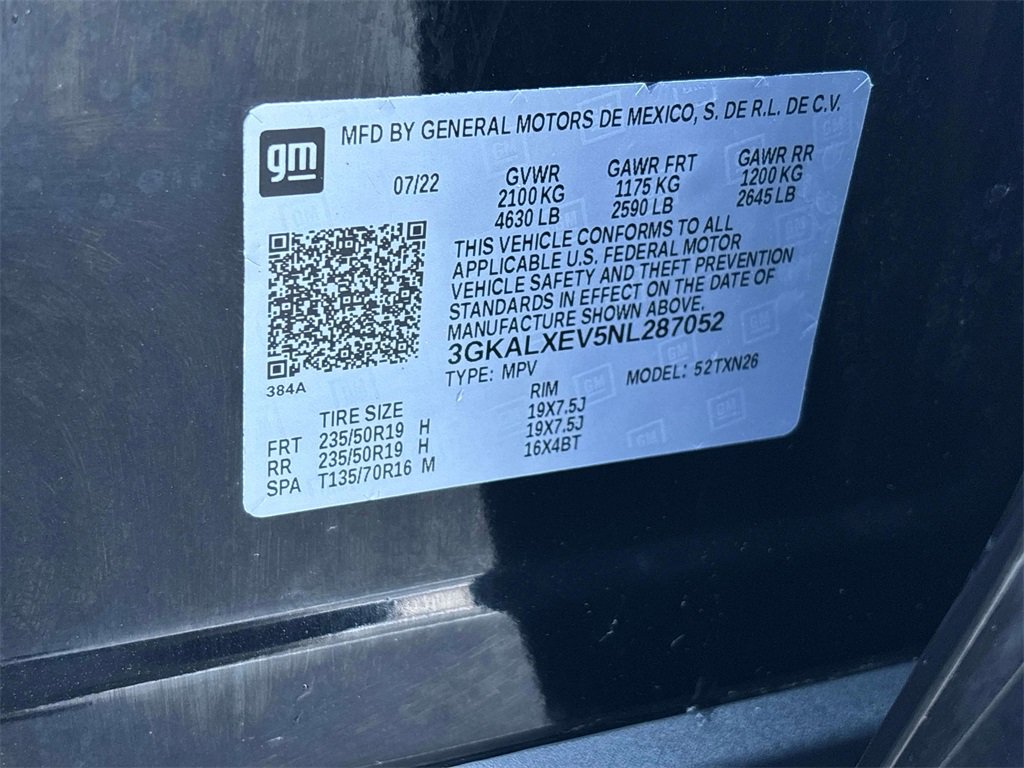 gm
MFD BY GENERAL MOTORS DE MEXICO, S. DE R.L. DE C.V.
07/22
GVWR GAWR FRT GAWR RR
2100 KG 1175 KG 1200 KG
4630 LB 2590 LB 2645 LB
THIS VEHICLE CONFORMS TO ALL
APPLICABLE U.S. FEDERAL MOTOR
VEHICLE SAFETY AND THEFT PREVENTION
STANDARDS IN EFFECT ON THE DATE OF
MANUFACTURE SHOWN ABOVE.
3GKALXEV5NL287052
TYPE: MPV MODEL: 52TXN26
384A
TIRE SIZE RIM
FRT 235/50R19 H 19X7.5J
RR 235/50R19 H 19X7.5J
SPA T135/70R16 M 16X4BT